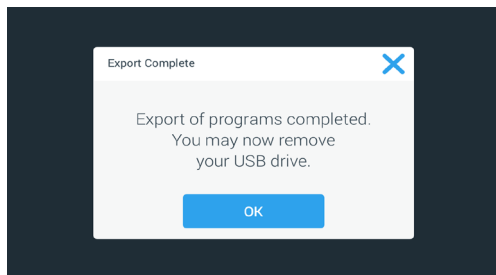 Export Complete
Export of programs completed.
You may now remove
your USB drive.
OK